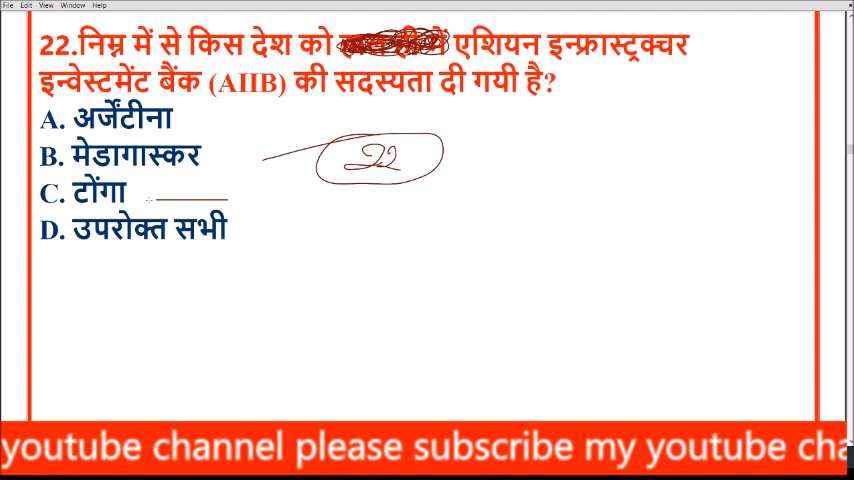 File Edit View Window Help
22.निम्न में से किस देश को एशियन इन्फ्रास्ट्रक्चर
इन्वेस्टमेंट बैंक (AIIB) की सदस्यता दी गयी है?
A. अर्जेंटीना
B. मेडागास्कर
22
C. टोंगा
D. उपरोक्त सभी
youtube channel please subscribe my youtube cha